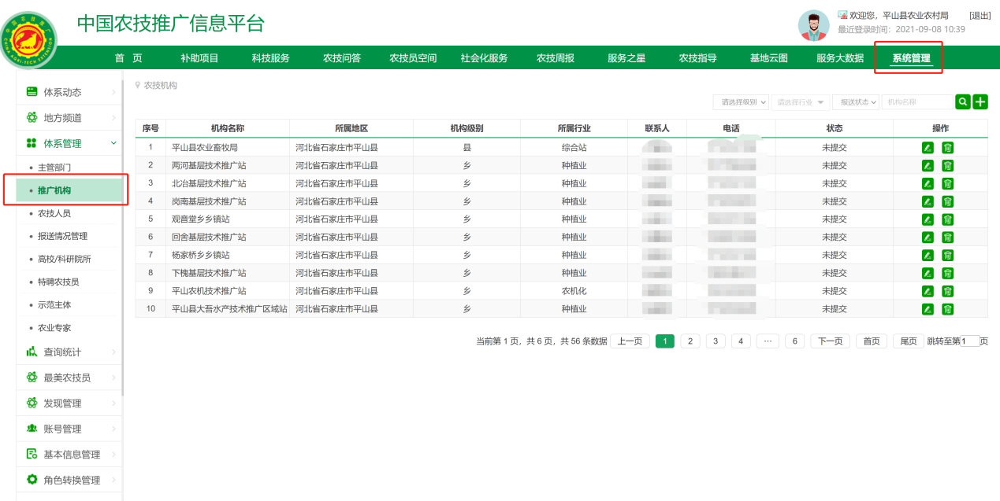 中国农技推广信息平台
欢迎您，平山县农业农村局 [退出]
最近登录时间：2021-09-08 10:39
首 页 补助项目 科技服务 农技问答 农技员空间 社会化服务 农技周报 服务之星 农技指导 基地云图 服务大数据 系统管理
体系动态
地方频道
体系管理
主管部门
推广机构
农技人员
报送情况管理
高校/科研院所
特聘农技员
示范主体
农业专家
查询统计
最美农技员
发现管理
账号管理
基本信息管理
角色转换管理
农技机构
请选择级别 请选择行业 报送状态 机构名称
序号 机构名称 所属地区 机构级别 所属行业 联系人 电话 状态 操作
1 平山县农业畜牧局 河北省石家庄市平山县 县 综合站 未提交
2 两河基层技术推广站 河北省石家庄市平山县 乡 种植业 未提交
3 北冶基层技术推广站 河北省石家庄市平山县 乡 种植业 未提交
4 岗南基层技术推广站 河北省石家庄市平山县 乡 种植业 未提交
5 观音堂乡乡镇站 河北省石家庄市平山县 乡 种植业 未提交
6 回舍基层技术推广站 河北省石家庄市平山县 乡 种植业 未提交
7 杨家桥乡乡镇站 河北省石家庄市平山县 乡 种植业 未提交
8 下槐基层技术推广站 河北省石家庄市平山县 乡 种植业 未提交
9 平山农机技术推广站 河北省石家庄市平山县 乡 农机化 未提交
10 平山县大吾水产技术推广区域站 河北省石家庄市平山县 乡 种植业 未提交
当前第 1 页，共 6 页，共 56 条数据 上一页 1 2 3 4 ··· 6 下一页 首页 尾页 跳转至第1页